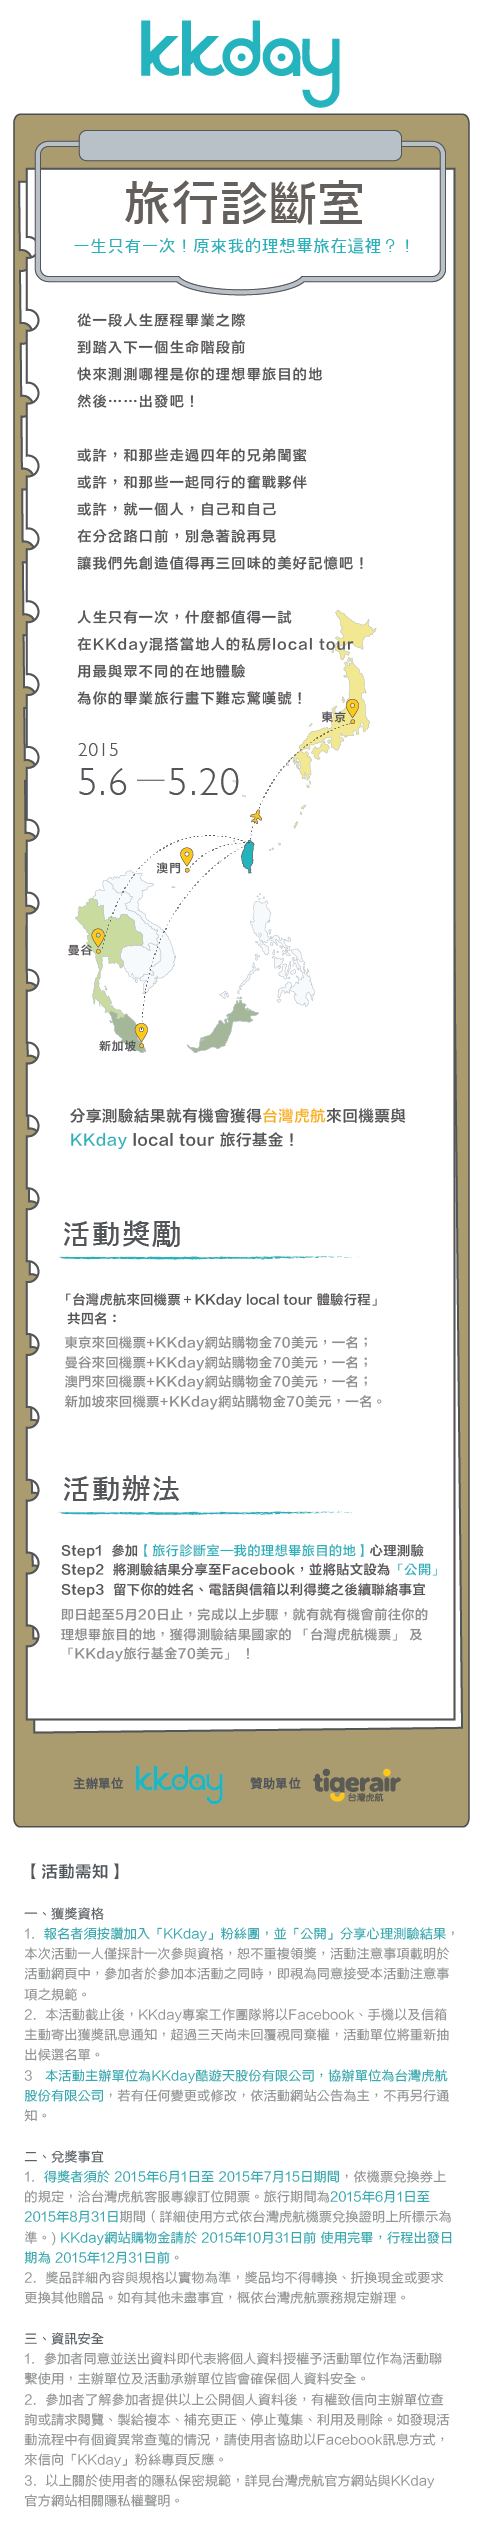 kkday
旅行診斷室
一生只有一次！原來我的理想畢旅在這裡？！
從一段人生歷程畢業之際
到踏入下一個生命階段前
快來測測哪裡是你的理想畢旅目的地
然後……出發吧！
或許，和那些走過四年的兄弟閨蜜
或許，和那些一起同行的奮戰夥伴
或許，就一個人，自己和自己
在分岔路口前，別急著說再見
讓我們先創造值得再三回味的美好記憶吧！
人生只有一次，什麼都值得一試
在KKday混搭當地人的私房local tour
用最與眾不同的在地體驗
為你的畢業旅行畫下難忘驚嘆號！
東京
2015
5.6 —5.20
澳門
曼谷
新加坡
分享測驗結果就有機會獲得台灣虎航來回機票與
KKday local tour 旅行基金！
活動獎勵
「台灣虎航來回機票＋KKday local tour 體驗行程」
共四名：
東京來回機票+KKday網站購物金70美元，一名；
曼谷來回機票+KKday網站購物金70美元，一名；
澳門來回機票+KKday網站購物金70美元，一名；
新加坡來回機票+KKday網站購物金70美元，一名。
活動辦法
Step1 參加【旅行診斷室—我的理想畢旅目的地】心理測驗
Step2 將測驗結果分享至Facebook，並將貼文設為「公開」
Step3 留下你的姓名、電話與信箱以利得獎之後續聯絡事宜
即日起至5月20日止，完成以上步驟，就有就有機會前往你的
理想畢旅目的地，獲得測驗結果國家的 「台灣虎航機票」 及
「KKday旅行基金70美元」 ！
主辦單位 kkday 贊助單位 tigerair
台灣虎航
【 活動需知 】
一、獲獎資格
1. 報名者須按讚加入「KKday」粉絲團，並「公開」分享心理測驗結果，
本次活動一人僅採計一次參與資格，恕不重複領獎，活動注意事項載明於
活動網頁中，參加者於參加本活動之同時，即視為同意接受本活動注意事
項之規範。
2. 本活動截止後，KKday專案工作團隊將以Facebook、手機以及信箱
主動寄出獲獎訊息通知，超過三天尚未回覆視同棄權，活動單位將重新抽
出候選名單。
3 本活動主辦單位為KKday酷遊天股份有限公司，協辦單位為台灣虎航
股份有限公司，若有任何變更或修改，依活動網站公告為主，不再另行通
知。
二、兌獎事宜
1. 得獎者須於 2015年6月1日至 2015年7月15日期間，依機票兌換券上
的規定，洽台灣虎航客服專線訂位開票。旅行期間為2015年6月1日至
2015年8月31日期間（詳細使用方式依台灣虎航機票兌換證明上所標示為
準。) KKday網站購物金請於 2015年10月31日前 使用完畢，行程出發日
期為 2015年12月31日前。
2. 獎品詳細內容與規格以實物為準，獎品均不得轉換、折換現金或要求
更換其他贈品。如有其他未盡事宜，概依台灣虎航票務規定辦理。
三、資訊安全
1. 參加者同意並送出資料即代表將個人資料授權予活動單位作為活動聯
繫使用，主辦單位及活動承辦單位皆會確保個人資料安全。
2. 參加者了解參加者提供以上公開個人資料後，有權致信向主辦單位查
詢或請求閱覽、製給複本、補充更正、停止蒐集、利用及刪除。如發現活
動流程中有個資異常查蒐的情況，請使用者協助以Facebook訊息方式，
來信向「KKday」粉絲專頁反應。
3. 以上關於使用者的隱私保密規範，詳見台灣虎航官方網站與KKday
官方網站相關隱私權聲明。